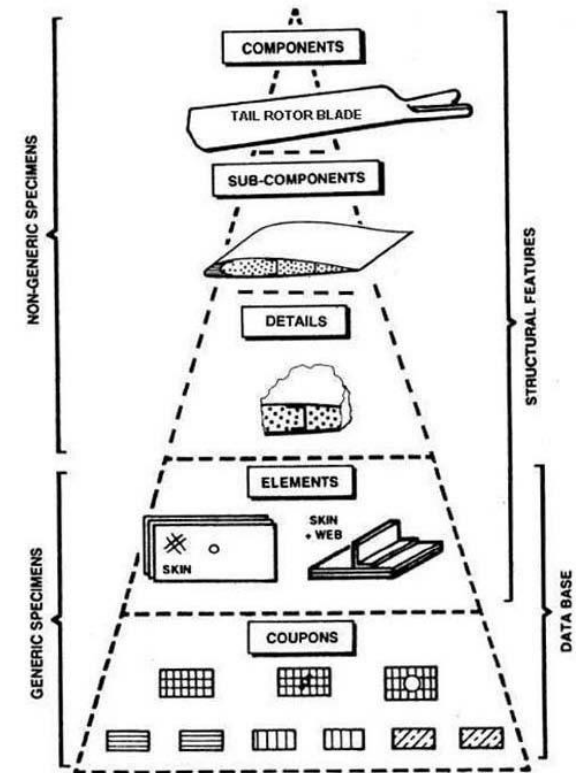 COMPONENTS
TAIL ROTOR BLADE
SUB-COMPONENTS
DETAILS
ELEMENTS
SKIN
SKIN
+ WEB
COUPONS
NON-GENERIC SPECIMENS
GENERIC SPECIMENS
STRUCTURAL FEATURES
DATA BASE